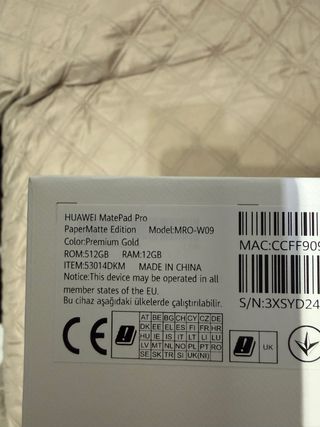 HUAWEI MatePad Pro
PaperMatte Edition Model:MRO-W09
Color:Premium Gold
ROM:512GB RAM:12GB
ITEM:53014DKM MADE IN CHINA
Notice:This device may be operated in all
member states of the EU.
Bu cihaz aşağıdaki ülkelerde çalıştırılabilir.
CE
AT BE BG CH CY CZ DE
DK EE EL ES FI FR HR
HU IE IS IT LI LT LU
LV MT NL NO PL PT RO
SE SK TR SI UK(NI)
UK
MAC:CCFF909
S/N:3XSYD24